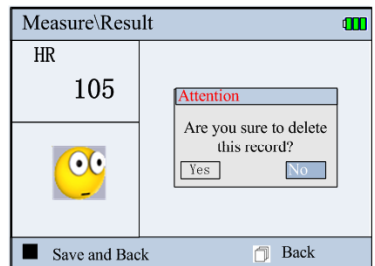 Measure\Result
HR
105
Attention
Are you sure to delete
this record?
Yes No
Save and Back Back